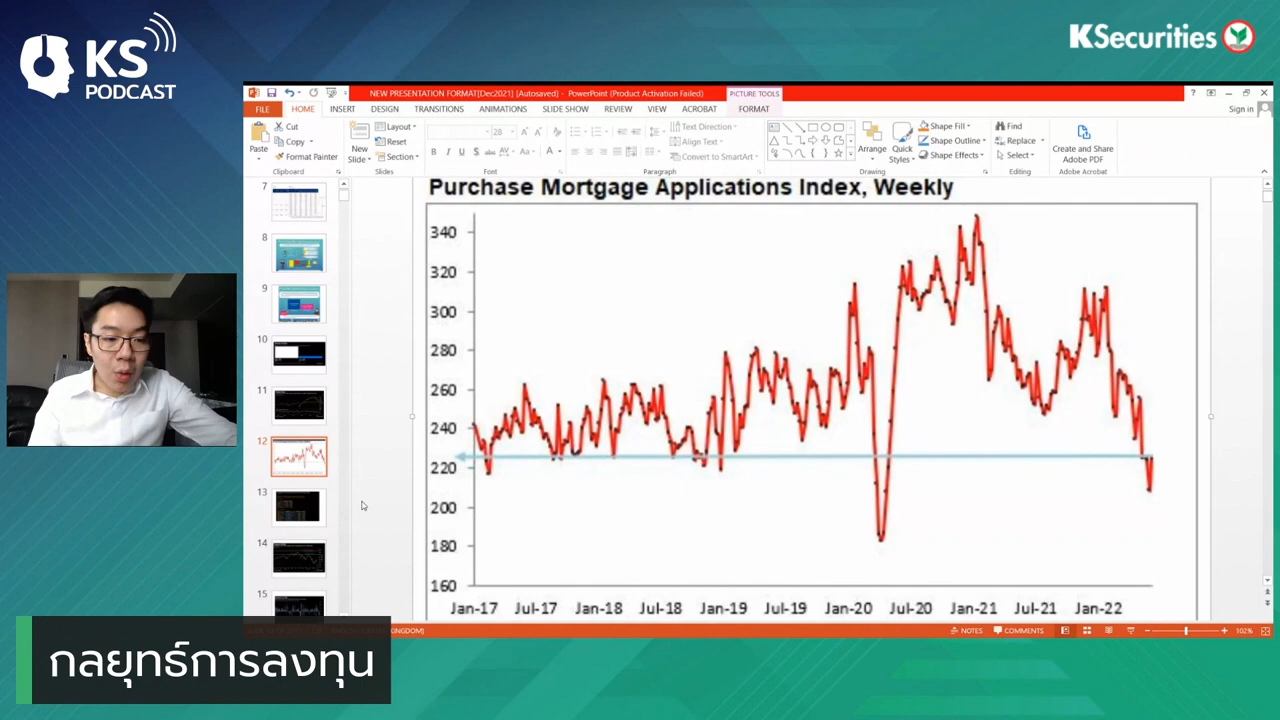 KS
PODCAST
KSecurities
NEW PRESENTATION FORMAT[Dec2021] [Autosaved] - PowerPoint (Product Activation Failed)
PICTURE TOOLS
FILE HOME INSERT DESIGN TRANSITIONS ANIMATIONS SLIDE SHOW REVIEW VIEW ACROBAT FORMAT
Sign in
Paste
Cut
Copy
Format Painter
Clipboard
New
Slide
Layout
Reset
Section
Slides
28
Font
Text Direction
Align Text
Convert to SmartArt
Paragraph
Arrange
Quick
Styles
Shape Fill
Shape Outline
Shape Effects
Drawing
Find
Replace
Select
Editing
Create and Share
Adobe PDF
Adobe Acrobat
7
8
9
10
11
12
13
14
15
Purchase Mortgage Applications Index, Weekly
340
320
300
280
260
240
220
200
180
160
Jan-17 Jul-17 Jan-18 Jul-18 Jan-19 Jul-19 Jan-20 Jul-20 Jan-21 Jul-21 Jan-22
KINGDOM)
NOTES COMMENTS 102%
กลยุทธ์การลงทุน